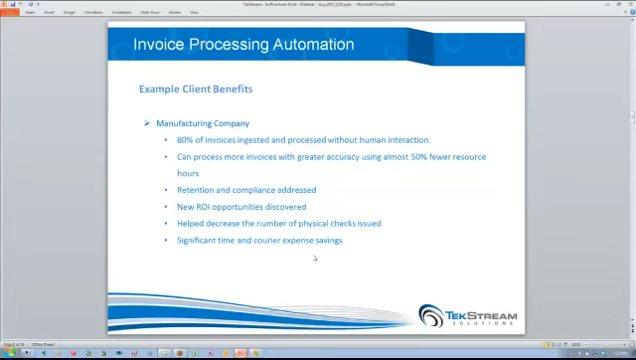 Invoice Processing Automation
Example Client Benefits
➢ Manufacturing Company
• 80% of invoices ingested and processed without human interaction.
• Can process more invoices with greater accuracy using almost 50% fewer resource
hours
• Retention and compliance addressed
• New ROI opportunities discovered
• Helped decrease the number of physical checks issued
• Significant time and courier expense savings
TEKSTREAM
SOLUTIONS